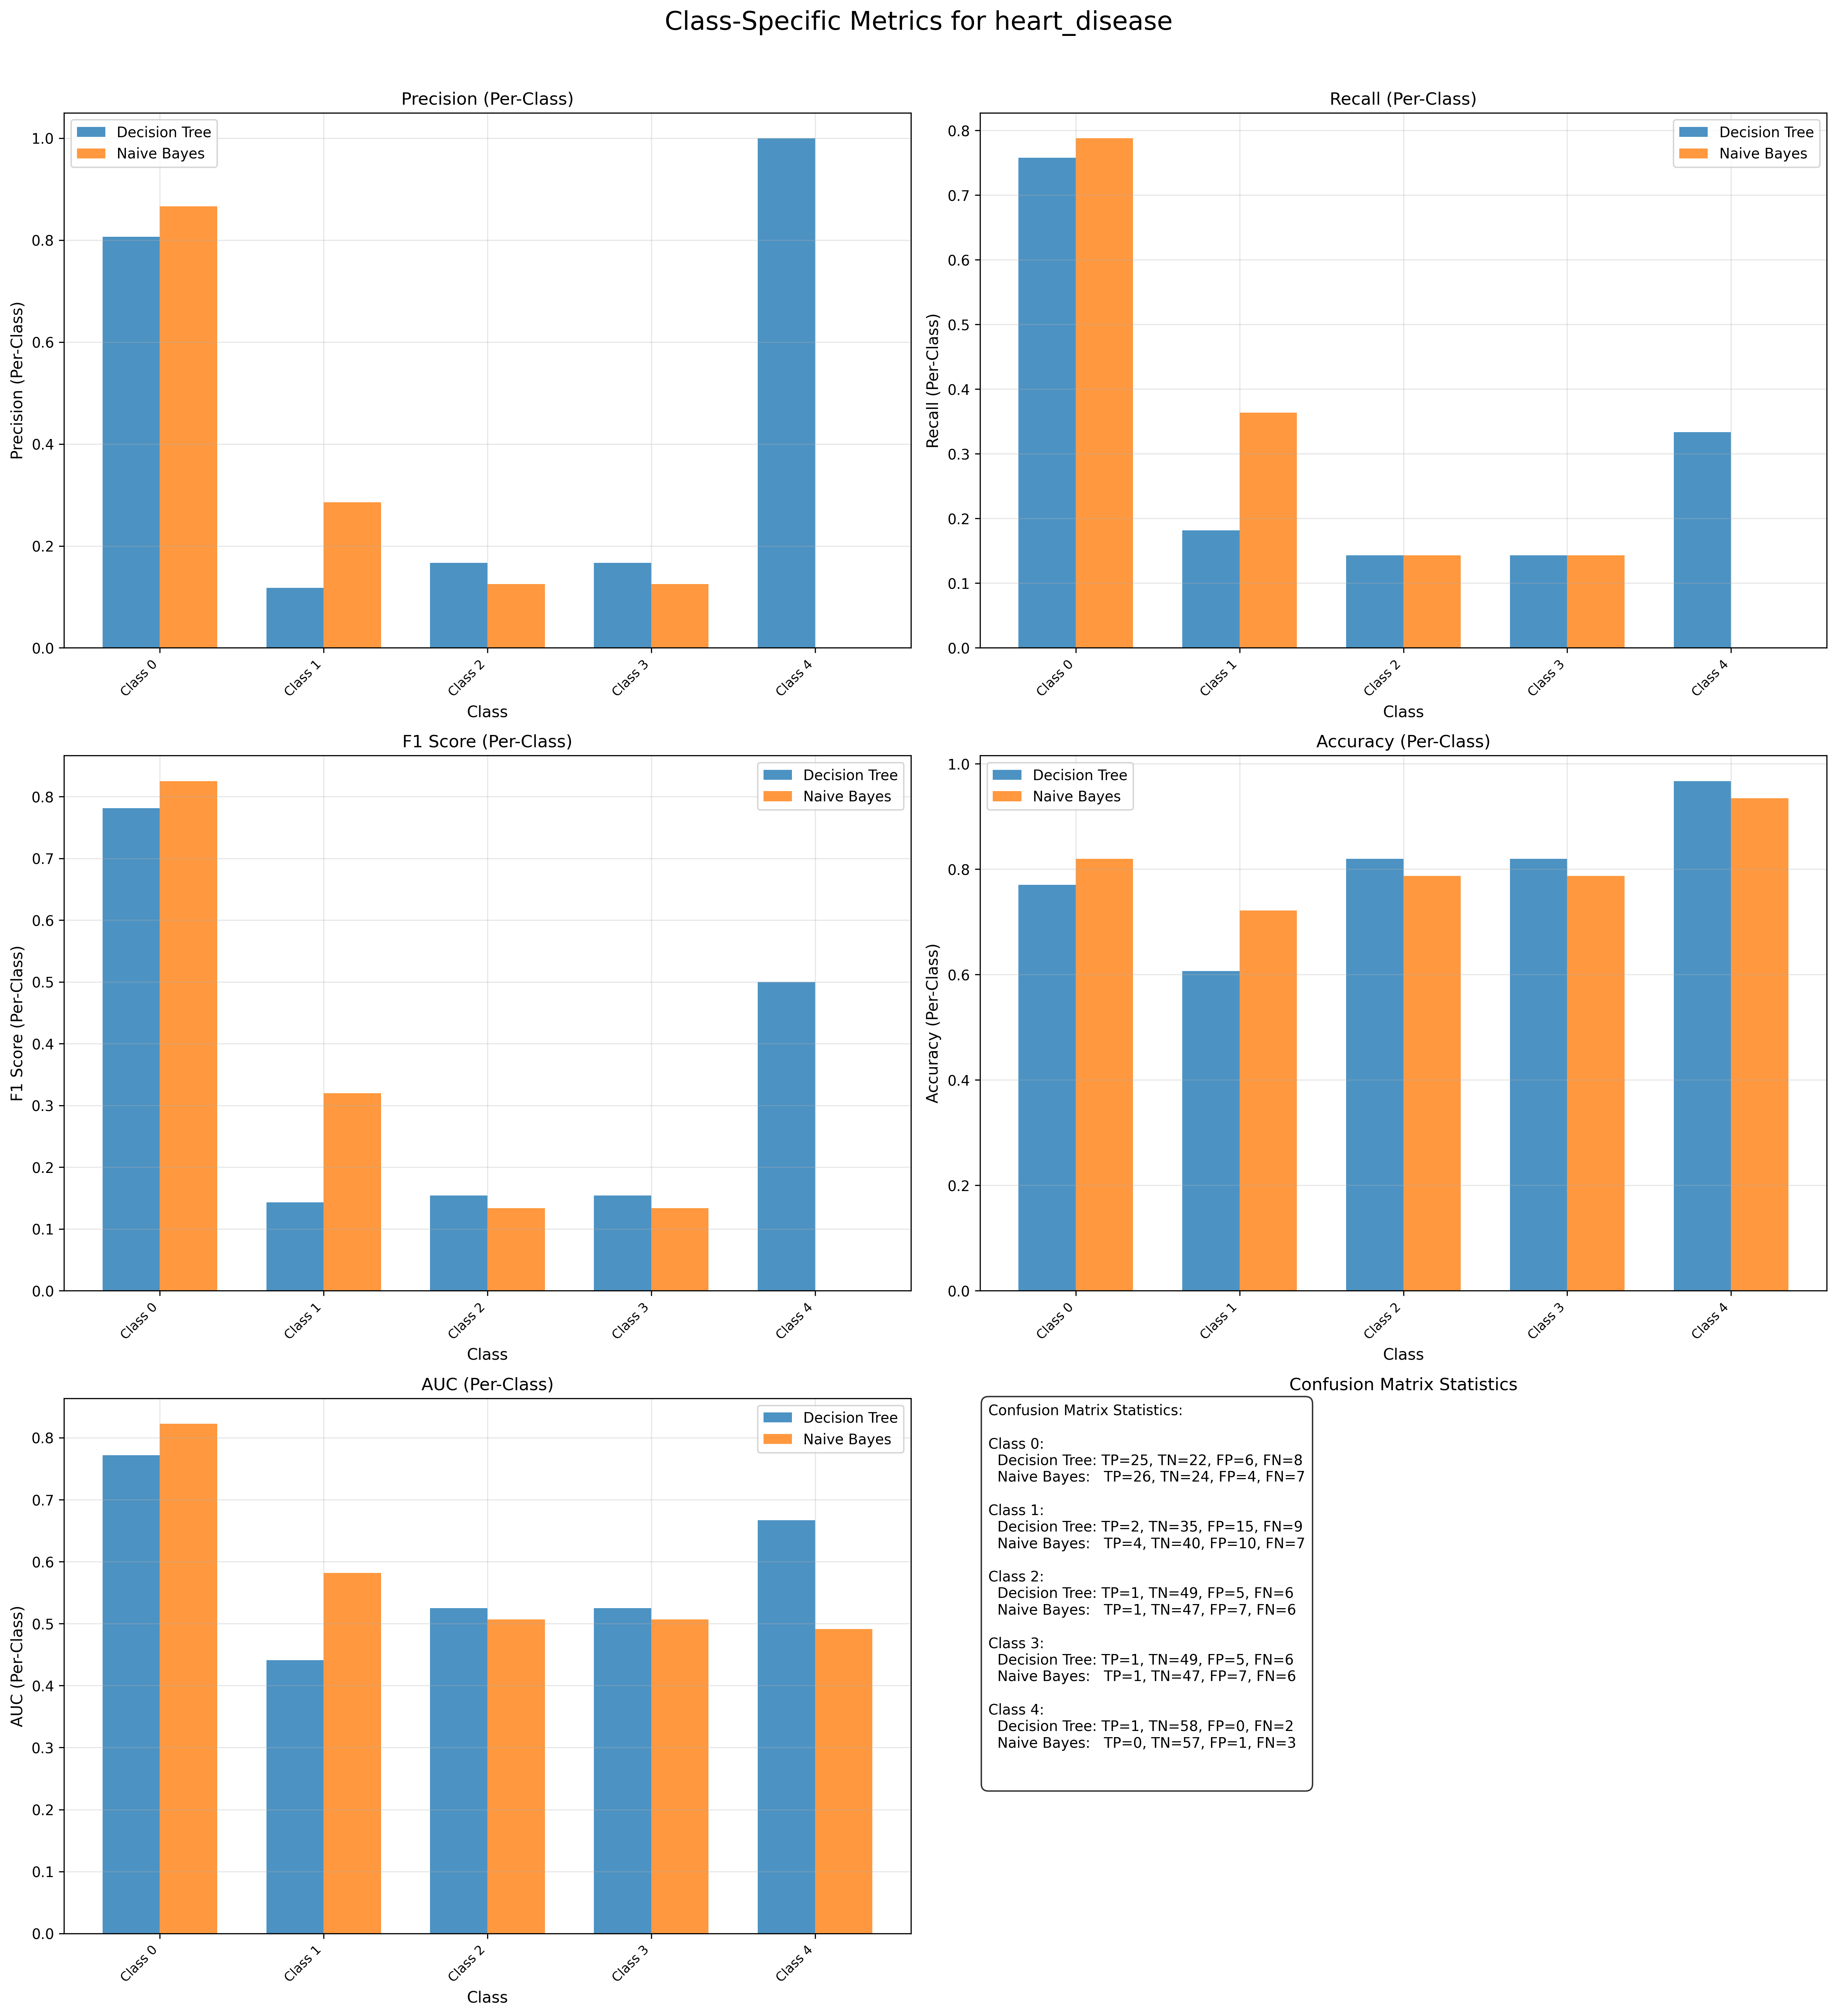 Class-Specific Metrics for heart_disease
Precision (Per-Class)
Precision (Per-Class)
1.0
0.8
0.6
0.4
0.2
0.0
Decision Tree
Naive Bayes
Class 0
Class 1
Class 2
Class 3
Class 4
Class
Recall (Per-Class)
Recall (Per-Class)
0.8
0.7
0.6
0.5
0.4
0.3
0.2
0.1
0.0
Decision Tree
Naive Bayes
Class 0
Class 1
Class 2
Class 3
Class 4
Class
F1 Score (Per-Class)
F1 Score (Per-Class)
0.8
0.7
0.6
0.5
0.4
0.3
0.2
0.1
0.0
Decision Tree
Naive Bayes
Class 0
Class 1
Class 2
Class 3
Class 4
Class
Accuracy (Per-Class)
Accuracy (Per-Class)
1.0
0.8
0.6
0.4
0.2
0.0
Decision Tree
Naive Bayes
Class 0
Class 1
Class 2
Class 3
Class 4
Class
AUC (Per-Class)
AUC (Per-Class)
0.8
0.7
0.6
0.5
0.4
0.3
0.2
0.1
0.0
Decision Tree
Naive Bayes
Class 0
Class 1
Class 2
Class 3
Class 4
Class
Confusion Matrix Statistics
Confusion Matrix Statistics:
Class 0:
Decision Tree: TP=25, TN=22, FP=6, FN=8
Naive Bayes: TP=26, TN=24, FP=4, FN=7
Class 1:
Decision Tree: TP=2, TN=35, FP=15, FN=9
Naive Bayes: TP=4, TN=40, FP=10, FN=7
Class 2:
Decision Tree: TP=1, TN=49, FP=5, FN=6
Naive Bayes: TP=1, TN=47, FP=7, FN=6
Class 3:
Decision Tree: TP=1, TN=49, FP=5, FN=6
Naive Bayes: TP=1, TN=47, FP=7, FN=6
Class 4:
Decision Tree: TP=1, TN=58, FP=0, FN=2
Naive Bayes: TP=0, TN=57, FP=1, FN=3